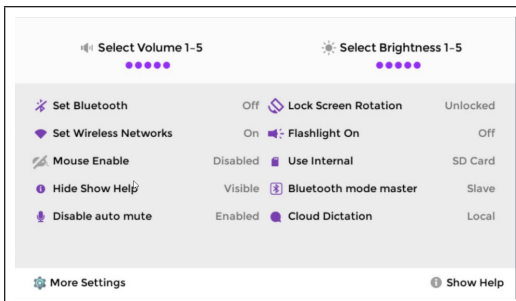 Select Volume 1-5
Select Brightness 1-5
Set Bluetooth Off
Lock Screen Rotation Unlocked
Set Wireless Networks On
Flashlight On Off
Mouse Enable Disabled
Use Internal SD Card
Hide Show Help Visible
Bluetooth mode master Slave
Disable auto mute Enabled
Cloud Dictation Local
More Settings
Show Help